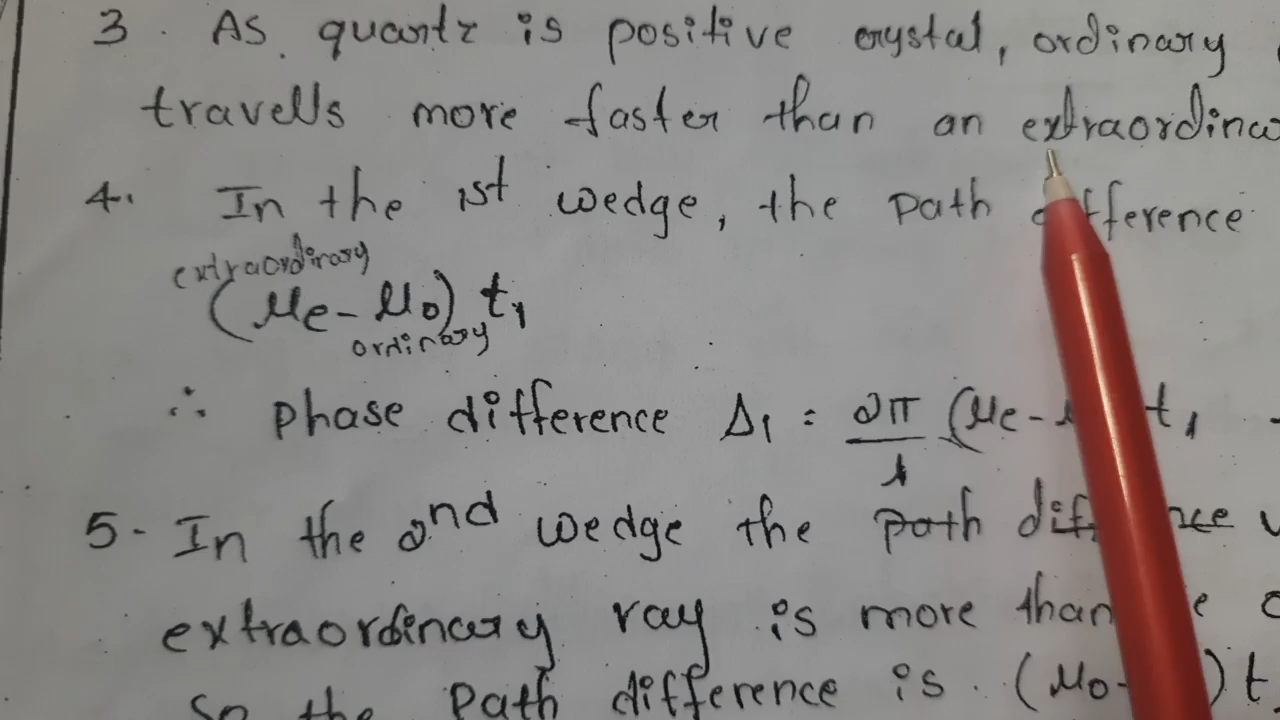 3. As quartz is positive crystal, ordinary
travells more faster than an extraordina
4. In the 1st wedge, the path difference
extraordinary
(μe - μo) t1
ordinary
∴ phase difference Δ1 = 2π/λ (μe - t1
5- In the 2nd wedge the path
extraordinary ray is more than
So the path difference is (μo- ) t